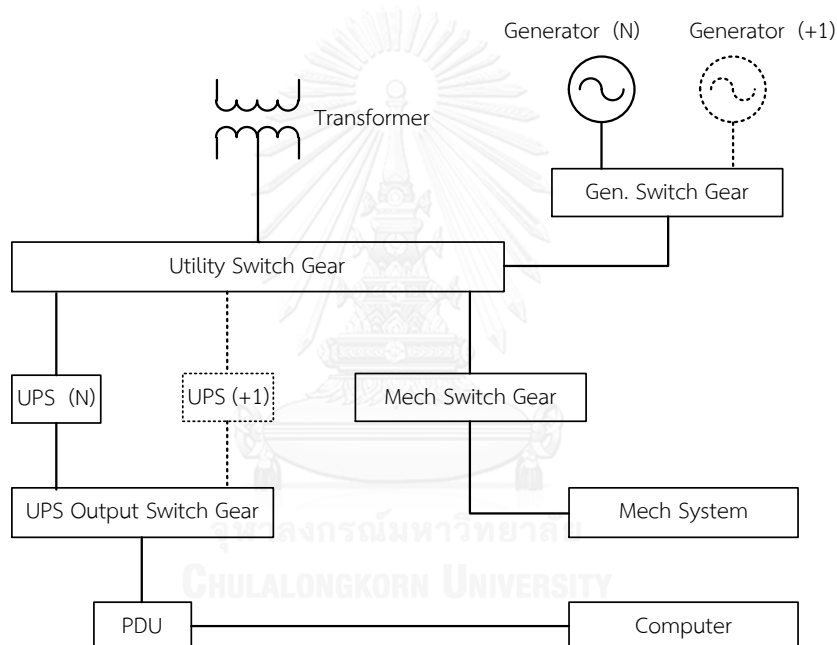 Generator (N)
Generator (+1)
Transformer
Gen. Switch Gear
Utility Switch Gear
UPS (N)
UPS (+1)
Mech Switch Gear
UPS Output Switch Gear
Mech System
จุฬาลงกรณ์มหาวิทยาลัย
CHULALONGKORN UNIVERSITY
PDU
Computer